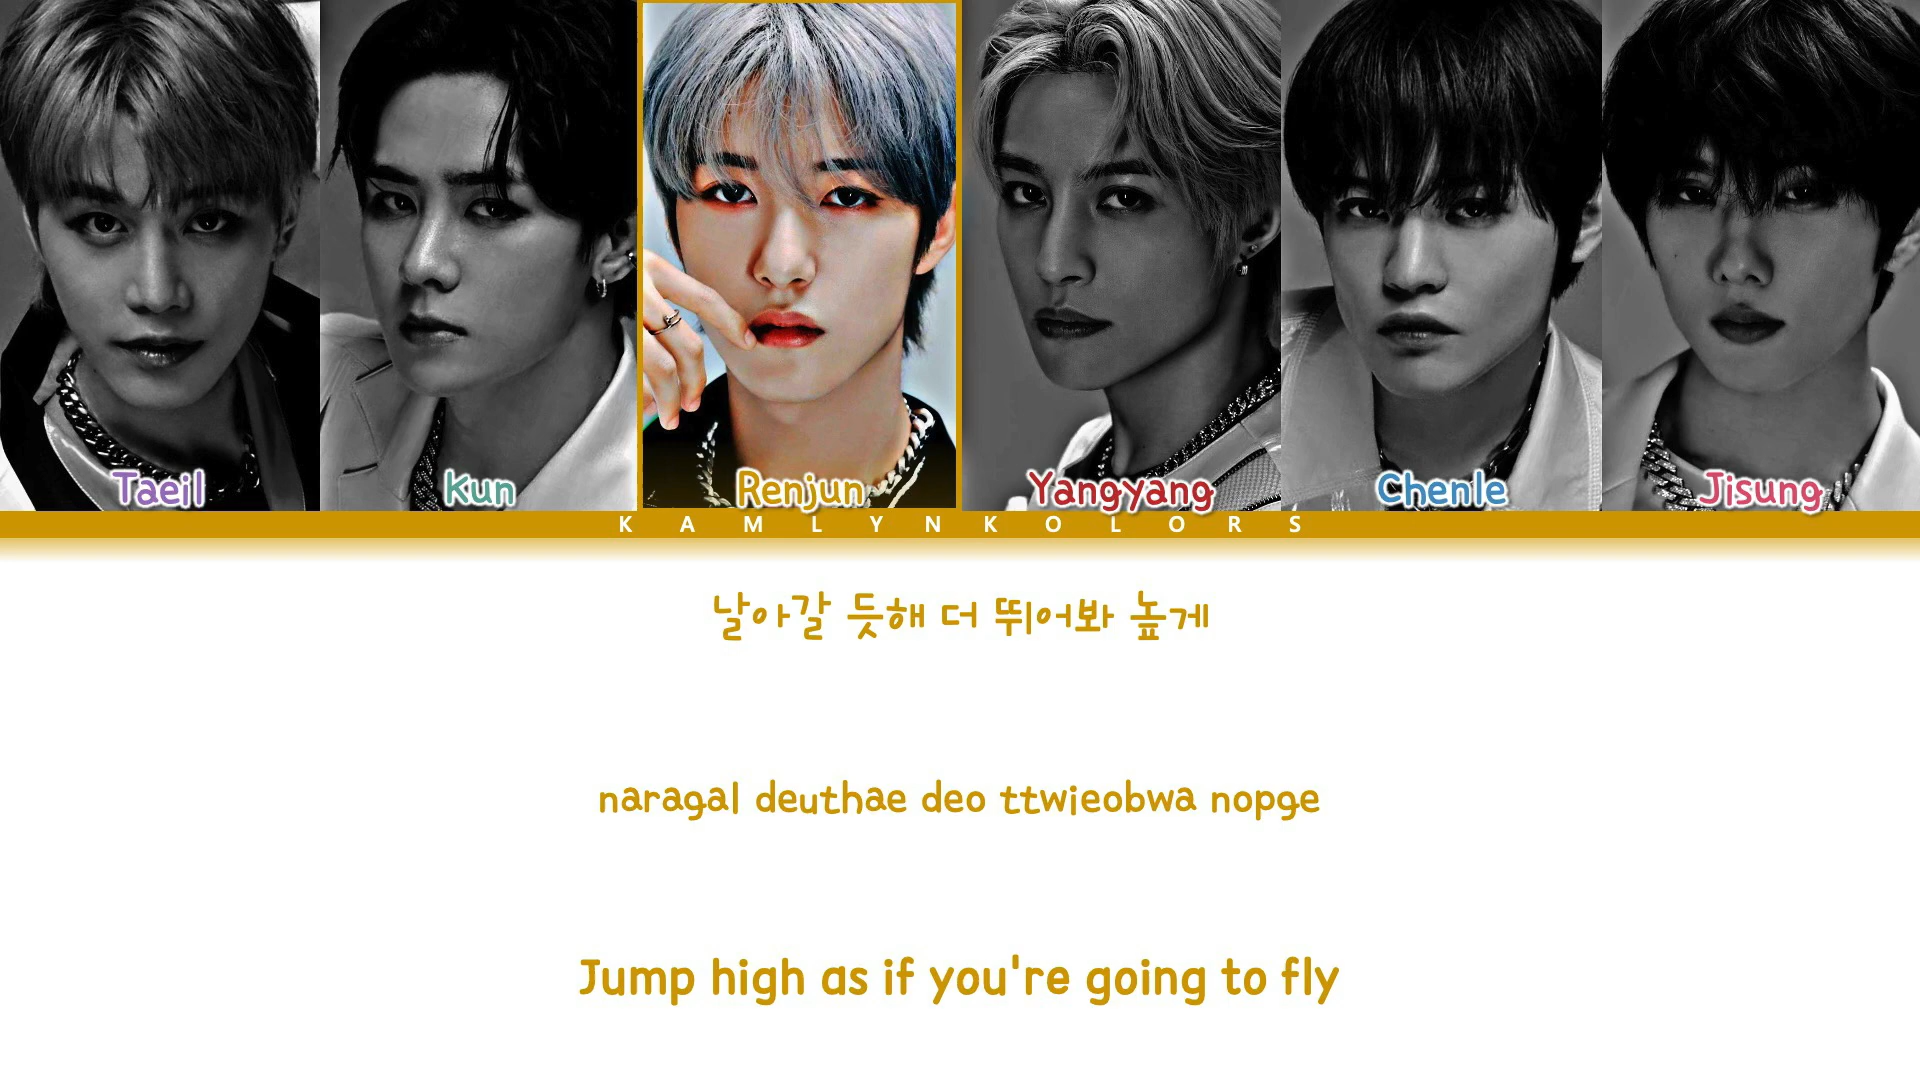 Taeil Kun Renjun Yangyang Chenle Jisung
KAMLYNKOLORS
날아갈 듯해 더 뛰어봐 높게
naragal deuthae deo ttwieobwa nopge
Jump high as if you're going to fly